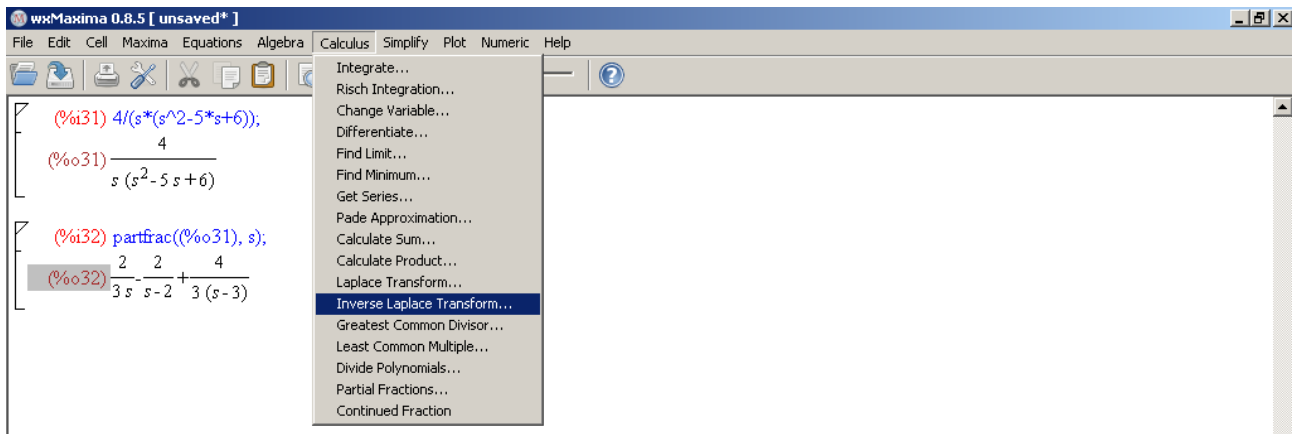 wxMaxima 0.8.5 [ unsaved* ]
File Edit Cell Maxima Equations Algebra Calculus Simplify Plot Numeric Help
(%i31) 4/(s*(s^2-5*s+6));
(%o31) 4
s (s^2 - 5 s + 6)
(%i32) partfrac((%o31), s);
(%o32) 2/3 s - 2/s - 2 + 4/3 (s - 3)
Integrate...
Risch Integration...
Change Variable...
Differentiate...
Find Limit...
Find Minimum...
Get Series...
Pade Approximation...
Calculate Sum...
Calculate Product...
Laplace Transform...
Inverse Laplace Transform...
Greatest Common Divisor...
Least Common Multiple...
Divide Polynomials...
Partial Fractions...
Continued Fraction